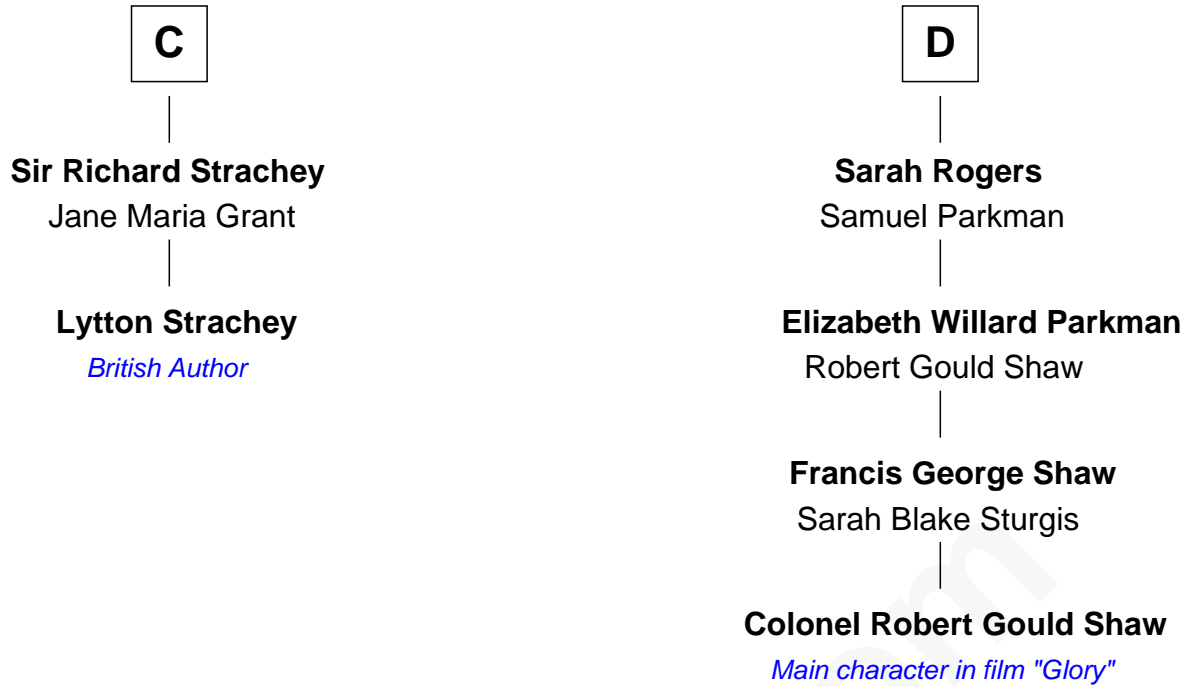 C
Sir Richard Strachey
Jane Maria Grant
Lytton Strachey
British Author
D
Sarah Rogers
Samuel Parkman
Elizabeth Willard Parkman
Robert Gould Shaw
Francis George Shaw
Sarah Blake Sturgis
Colonel Robert Gould Shaw
Main character in film "Glory"